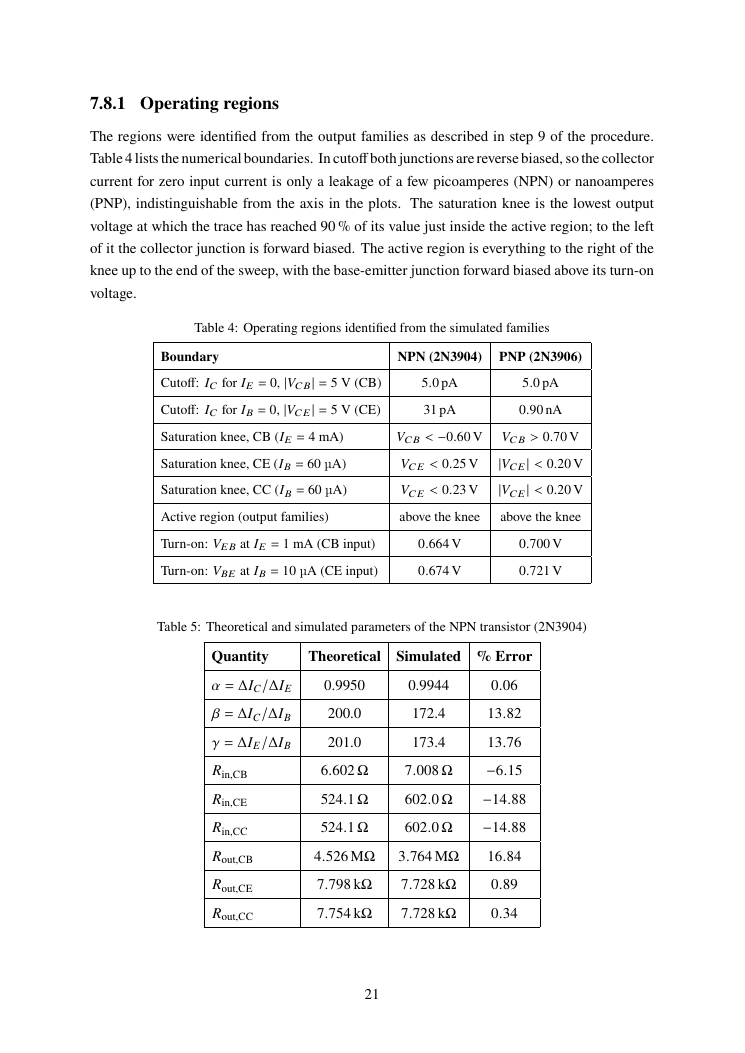 7.8.1 Operating regions
The regions were identified from the output families as described in step 9 of the procedure.
Table 4 lists the numerical boundaries. In cutoff both junctions are reverse biased, so the collector
current for zero input current is only a leakage of a few picoamperes (NPN) or nanoamperes
(PNP), indistinguishable from the axis in the plots. The saturation knee is the lowest output
voltage at which the trace has reached 90 % of its value just inside the active region; to the left
of it the collector junction is forward biased. The active region is everything to the right of the
knee up to the end of the sweep, with the base-emitter junction forward biased above its turn-on
voltage.
Table 4: Operating regions identified from the simulated families
Boundary NPN (2N3904) PNP (2N3906)
Cutoff: I_C for I_E = 0, |V_CB| = 5 V (CB) 5.0 pA 5.0 pA
Cutoff: I_C for I_B = 0, |V_CE| = 5 V (CE) 31 pA 0.90 nA
Saturation knee, CB (I_E = 4 mA) V_CB < −0.60 V V_CB > 0.70 V
Saturation knee, CE (I_B = 60 µA) V_CE < 0.25 V |V_CE| < 0.20 V
Saturation knee, CC (I_B = 60 µA) V_CE < 0.23 V |V_CE| < 0.20 V
Active region (output families) above the knee above the knee
Turn-on: V_EB at I_E = 1 mA (CB input) 0.664 V 0.700 V
Turn-on: V_BE at I_B = 10 µA (CE input) 0.674 V 0.721 V
Table 5: Theoretical and simulated parameters of the NPN transistor (2N3904)
Quantity Theoretical Simulated % Error
α = ΔI_C/ΔI_E 0.9950 0.9944 0.06
β = ΔI_C/ΔI_B 200.0 172.4 13.82
γ = ΔI_E/ΔI_B 201.0 173.4 13.76
R_in,CB 6.602 Ω 7.008 Ω −6.15
R_in,CE 524.1 Ω 602.0 Ω −14.88
R_in,CC 524.1 Ω 602.0 Ω −14.88
R_out,CB 4.526 MΩ 3.764 MΩ 16.84
R_out,CE 7.798 kΩ 7.728 kΩ 0.89
R_out,CC 7.754 kΩ 7.728 kΩ 0.34
21